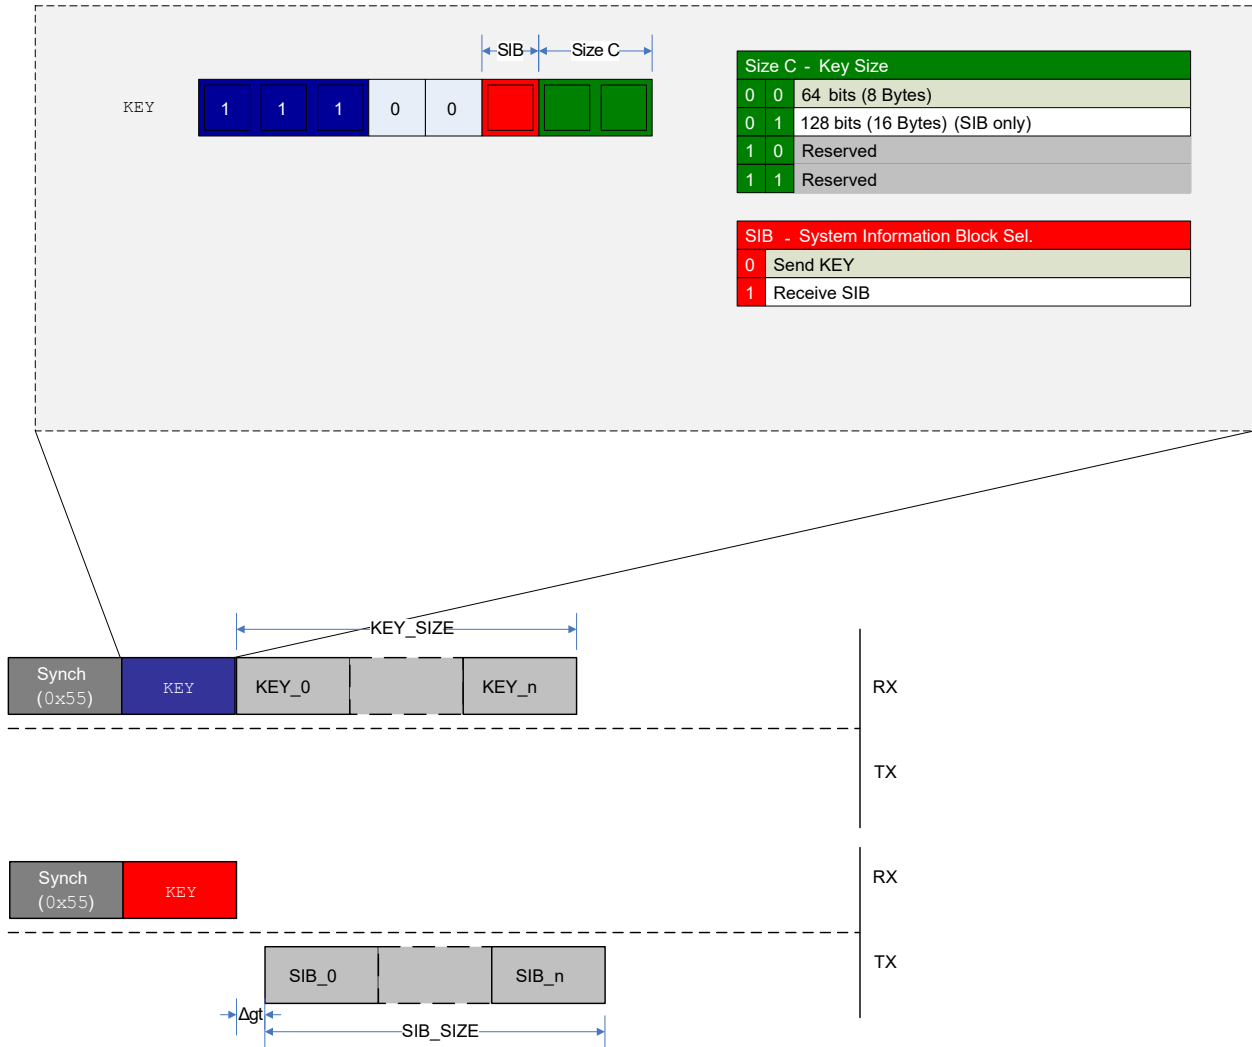 SIB Size C
KEY 1 1 1 0 0
Size C - Key Size
0 0 64 bits (8 Bytes)
0 1 128 bits (16 Bytes) (SIB only)
1 0 Reserved
1 1 Reserved
SIB - System Information Block Sel.
0 Send KEY
1 Receive SIB
KEY_SIZE
Synch
(0x55)
KEY
KEY_0
KEY_n
RX
TX
Synch
(0x55)
KEY
RX
SIB_0
SIB_n
TX
Δgt
SIB_SIZE